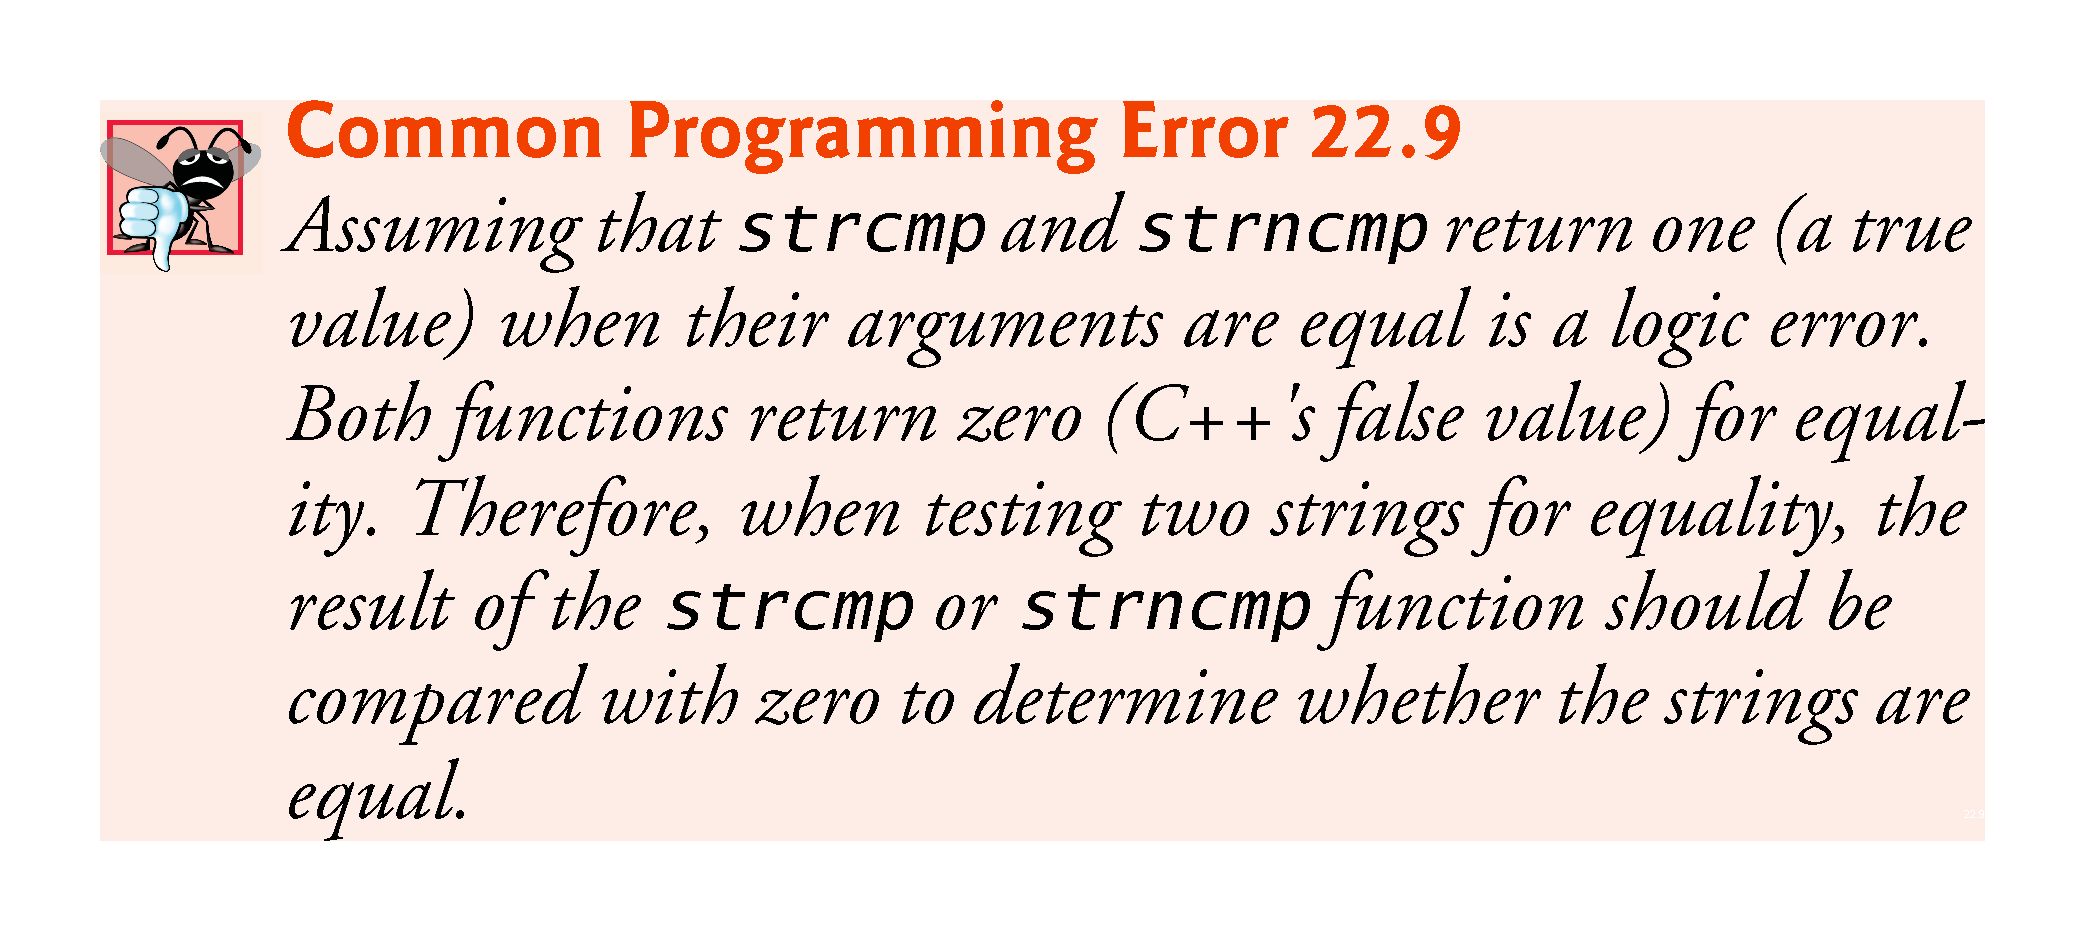 Common Programming Error 22.9
Assuming that strcmp and strncmp return one (a true
value) when their arguments are equal is a logic error.
Both functions return zero (C++'s false value) for equal-
ity. Therefore, when testing two strings for equality, the
result of the strcmp or strncmp function should be
compared with zero to determine whether the strings are
equal.
22.9